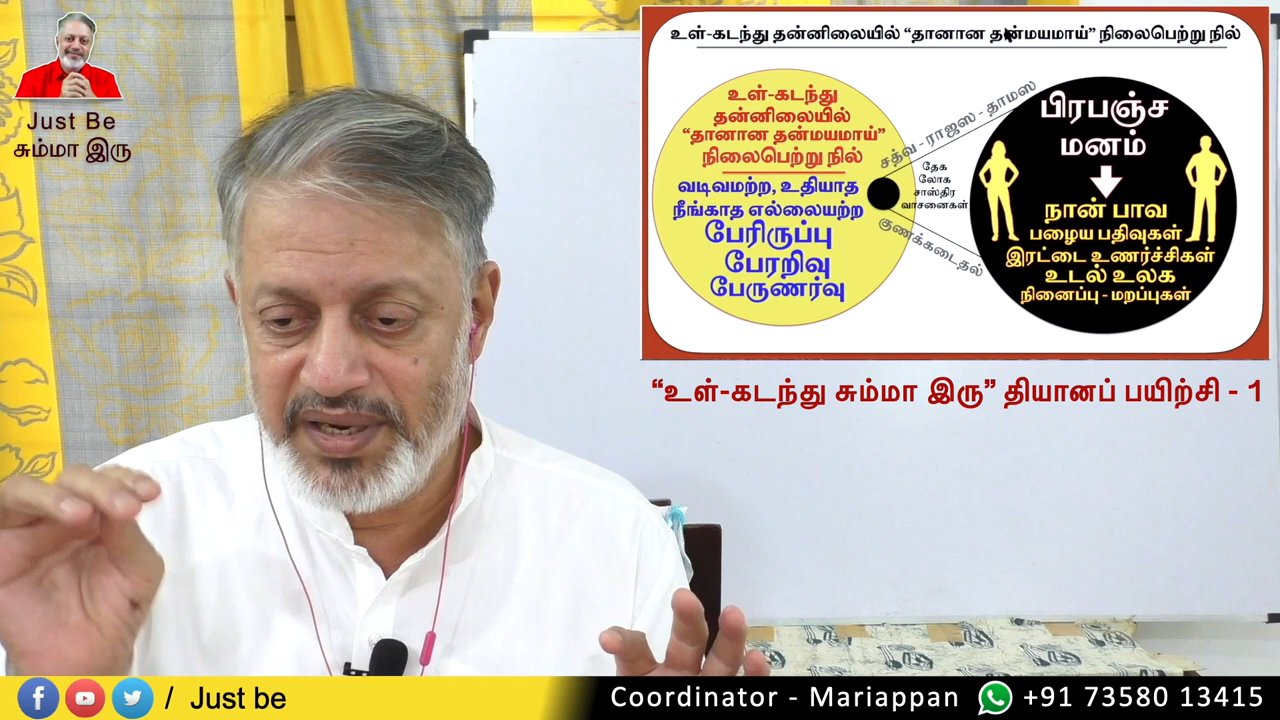 Just Be
சும்மா இரு
உள்-கடந்து தன்னிலையில் “தானான தன்மயமாய்” நிலைபெற்று நில்
உள்-கடந்து
தன்னிலையில்
“தானான தன்மயமாய்”
நிலைபெற்று நில்
வடிவமற்ற, உதியாத
நீங்காத எல்லையற்ற
பேரிருப்பு
பேரறிவு
பேருணர்வு
சத்வ - ராஜஸ - தாமஸ
தேக
லோக
சாஸ்திர
வாசனைகள்
குணக்கடைதல்
பிரபஞ்ச
மனம்
நான் பாவ
பழைய பதிவுகள்
இரட்டை உணர்ச்சிகள்
உடல் உலக
நினைப்பு - மறப்புகள்
“உள்-கடந்து சும்மா இரு” தியானப் பயிற்சி - 1
/ Just be
Coordinator - Mariappan +91 73580 13415